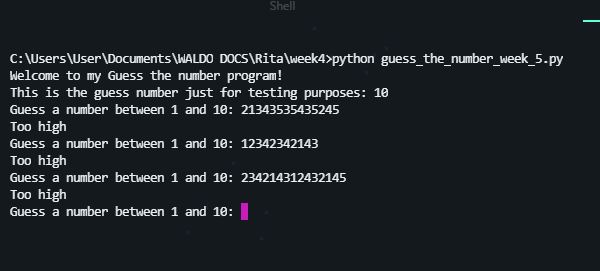 Shell
C:\Users\User\Documents\WALDO DOCS\Rita\week4>python guess_the_number_week_5.py
Welcome to my Guess the number program!
This is the guess number just for testing purposes: 10
Guess a number between 1 and 10: 21343535435245
Too high
Guess a number between 1 and 10: 12342342143
Too high
Guess a number between 1 and 10: 234214312432145
Too high
Guess a number between 1 and 10: